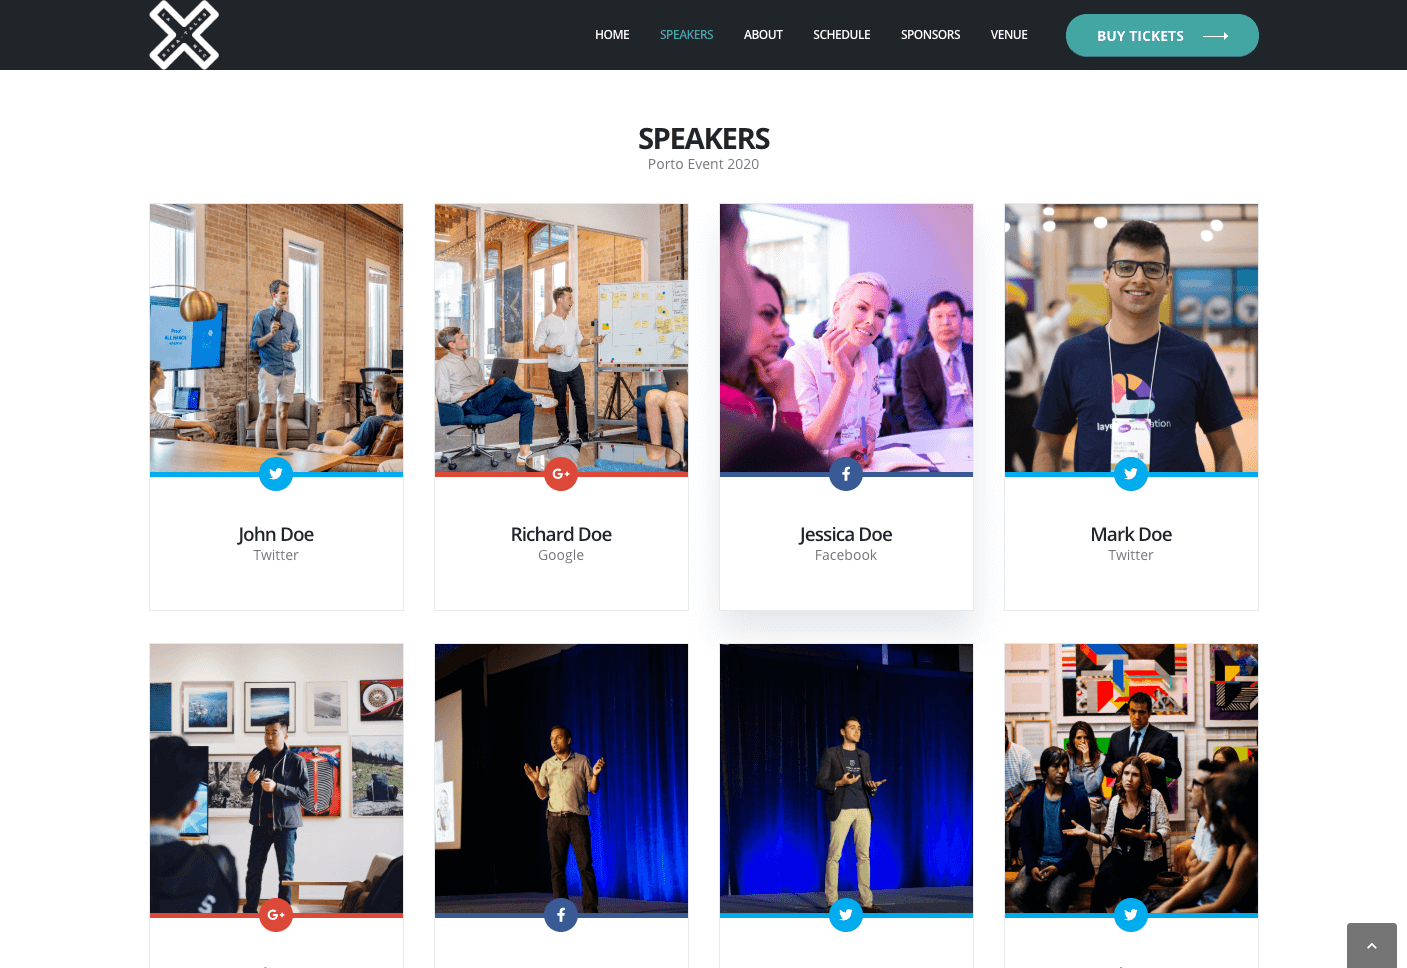 HOME SPEAKERS ABOUT SCHEDULE SPONSORS VENUE BUY TICKETS
SPEAKERS
Porto Event 2020
John Doe
Twitter
Richard Doe
Google
Jessica Doe
Facebook
Mark Doe
Twitter